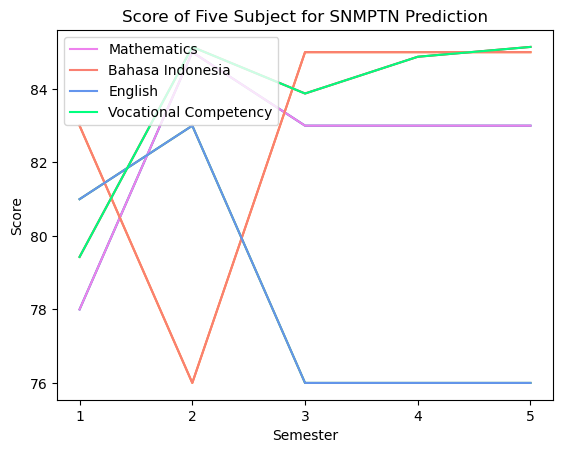 Score of Five Subject for SNMPTN Prediction
Mathematics
Bahasa Indonesia
English
Vocational Competency
84
82
80
78
76
Score
1 2 3 4 5
Semester